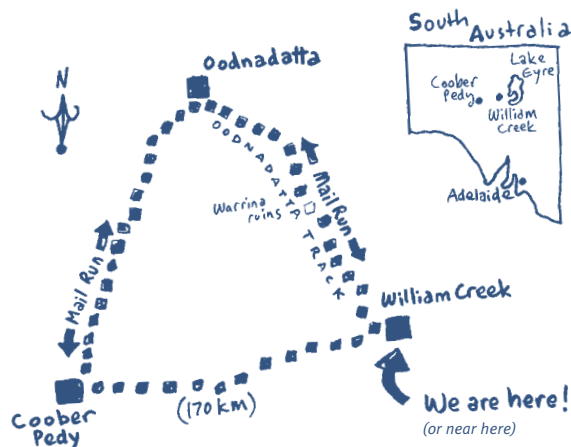 South Australia
Lake
Eyre
Coober
Pedy
William
Creek
Adelaide
N
Oodnadatta
OODNADATTA TRACK
Mail Run
Warrina
ruins
Mail Run
William Creek
(170 km)
Coober
Pedy
We are here!
(or near here)